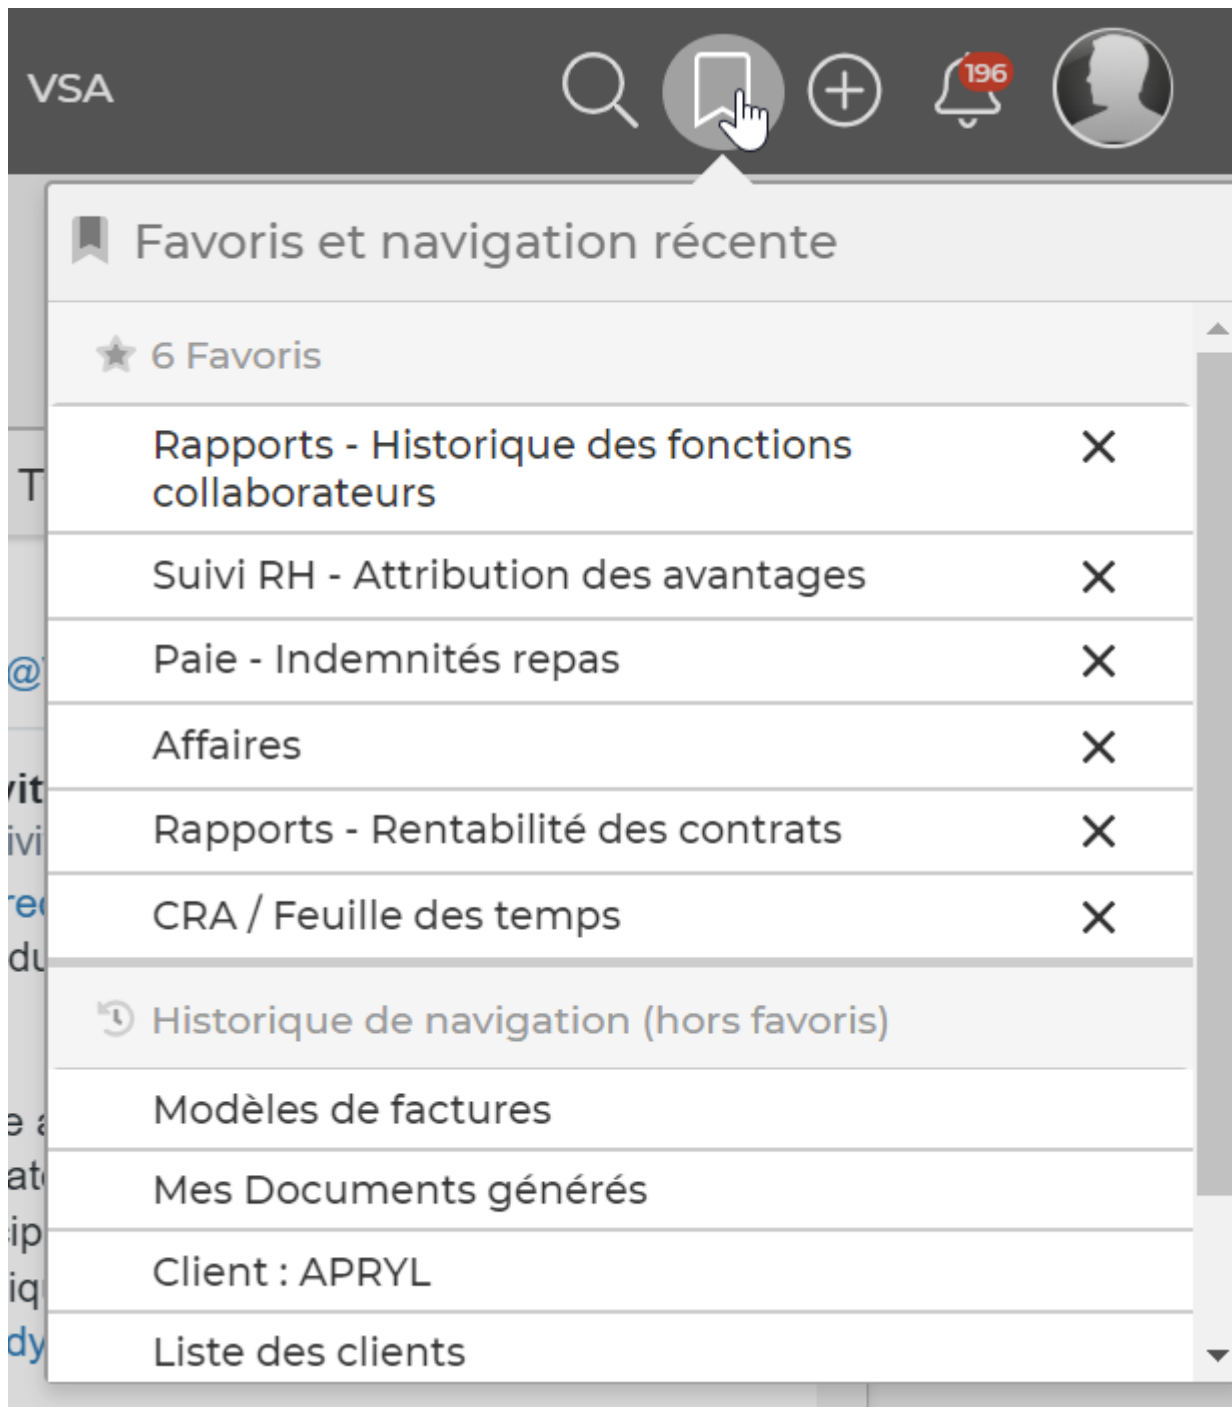 VSA
196
Favoris et navigation récente
6 Favoris
Rapports - Historique des fonctions
collaborateurs
Suivi RH - Attribution des avantages
Paie - Indemnités repas
Affaires
Rapports - Rentabilité des contrats
CRA / Feuille des temps
Historique de navigation (hors favoris)
Modèles de factures
Mes Documents générés
Client : APRYL
Liste des clients